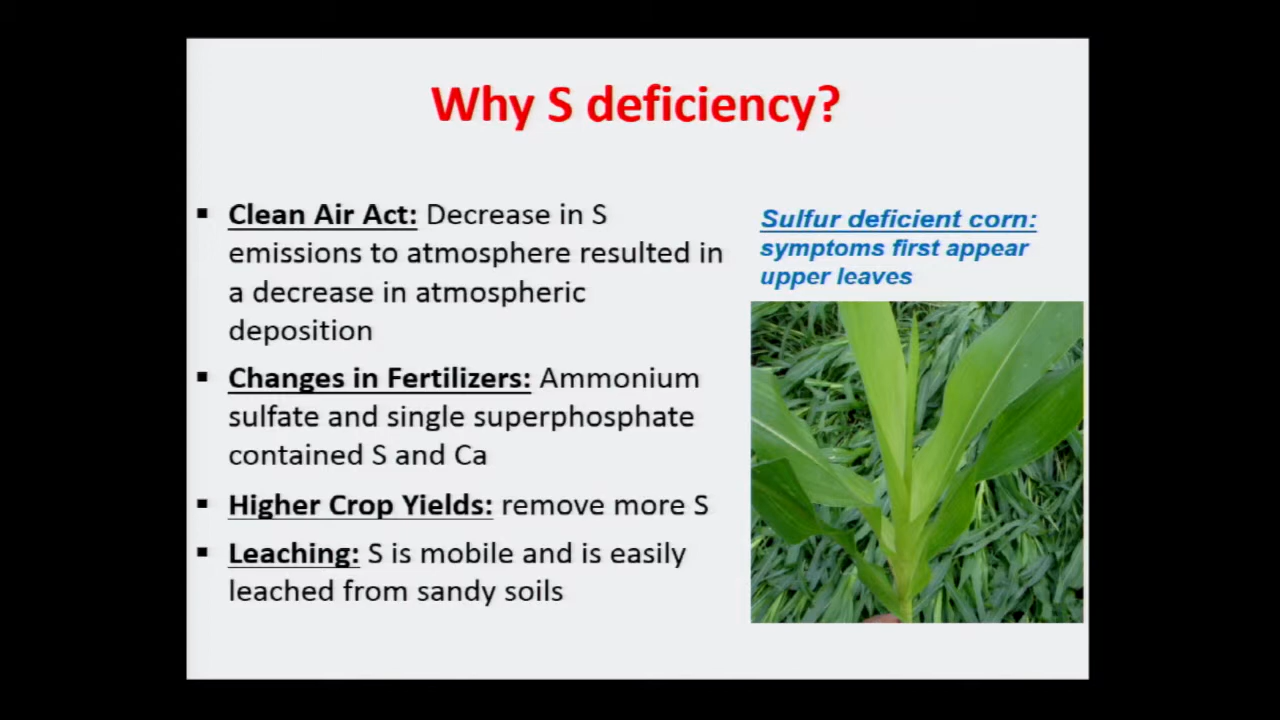 Why S deficiency?
▪ Clean Air Act: Decrease in S
emissions to atmosphere resulted in
a decrease in atmospheric
deposition
▪ Changes in Fertilizers: Ammonium
sulfate and single superphosphate
contained S and Ca
▪ Higher Crop Yields: remove more S
▪ Leaching: S is mobile and is easily
leached from sandy soils
Sulfur deficient corn:
symptoms first appear
upper leaves